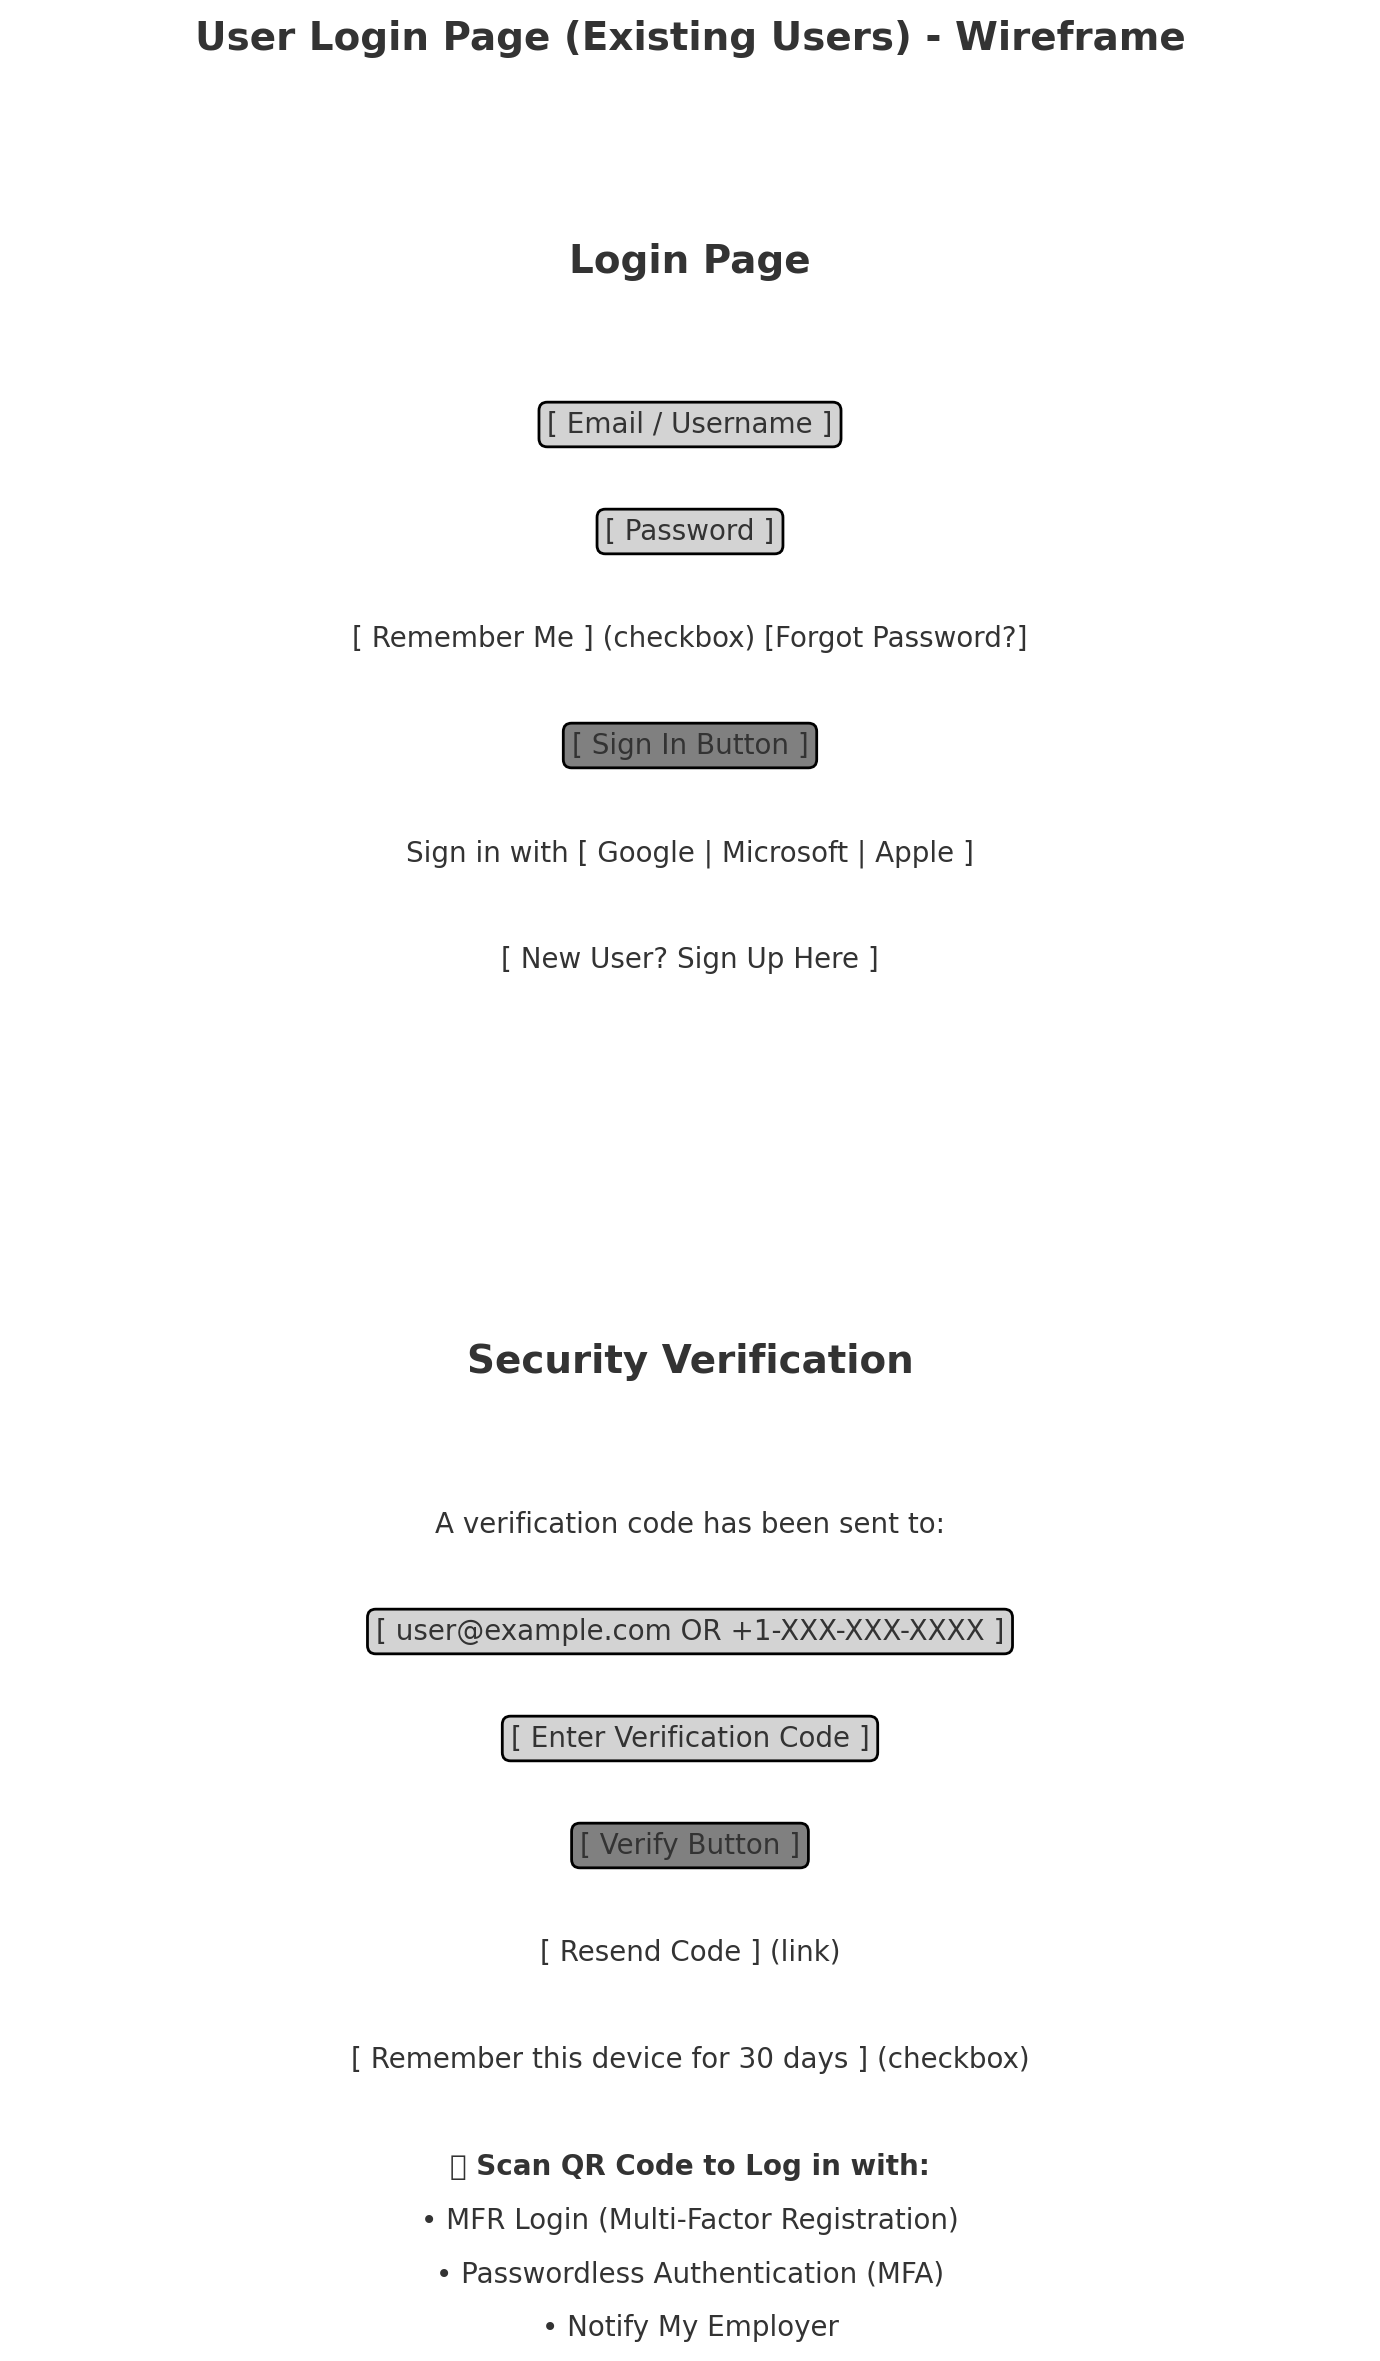 User Login Page (Existing Users) - Wireframe
Login Page
[ Email / Username ]
[ Password ]
[ Remember Me ] (checkbox) [Forgot Password?]
[ Sign In Button ]
Sign in with [ Google | Microsoft | Apple ]
[ New User? Sign Up Here ]
Security Verification
A verification code has been sent to:
[ user@example.com OR +1-XXX-XXX-XXXX ]
[ Enter Verification Code ]
[ Verify Button ]
[ Resend Code ] (link)
[ Remember this device for 30 days ] (checkbox)
Scan QR Code to Log in with:
• MFR Login (Multi-Factor Registration)
• Passwordless Authentication (MFA)
• Notify My Employer